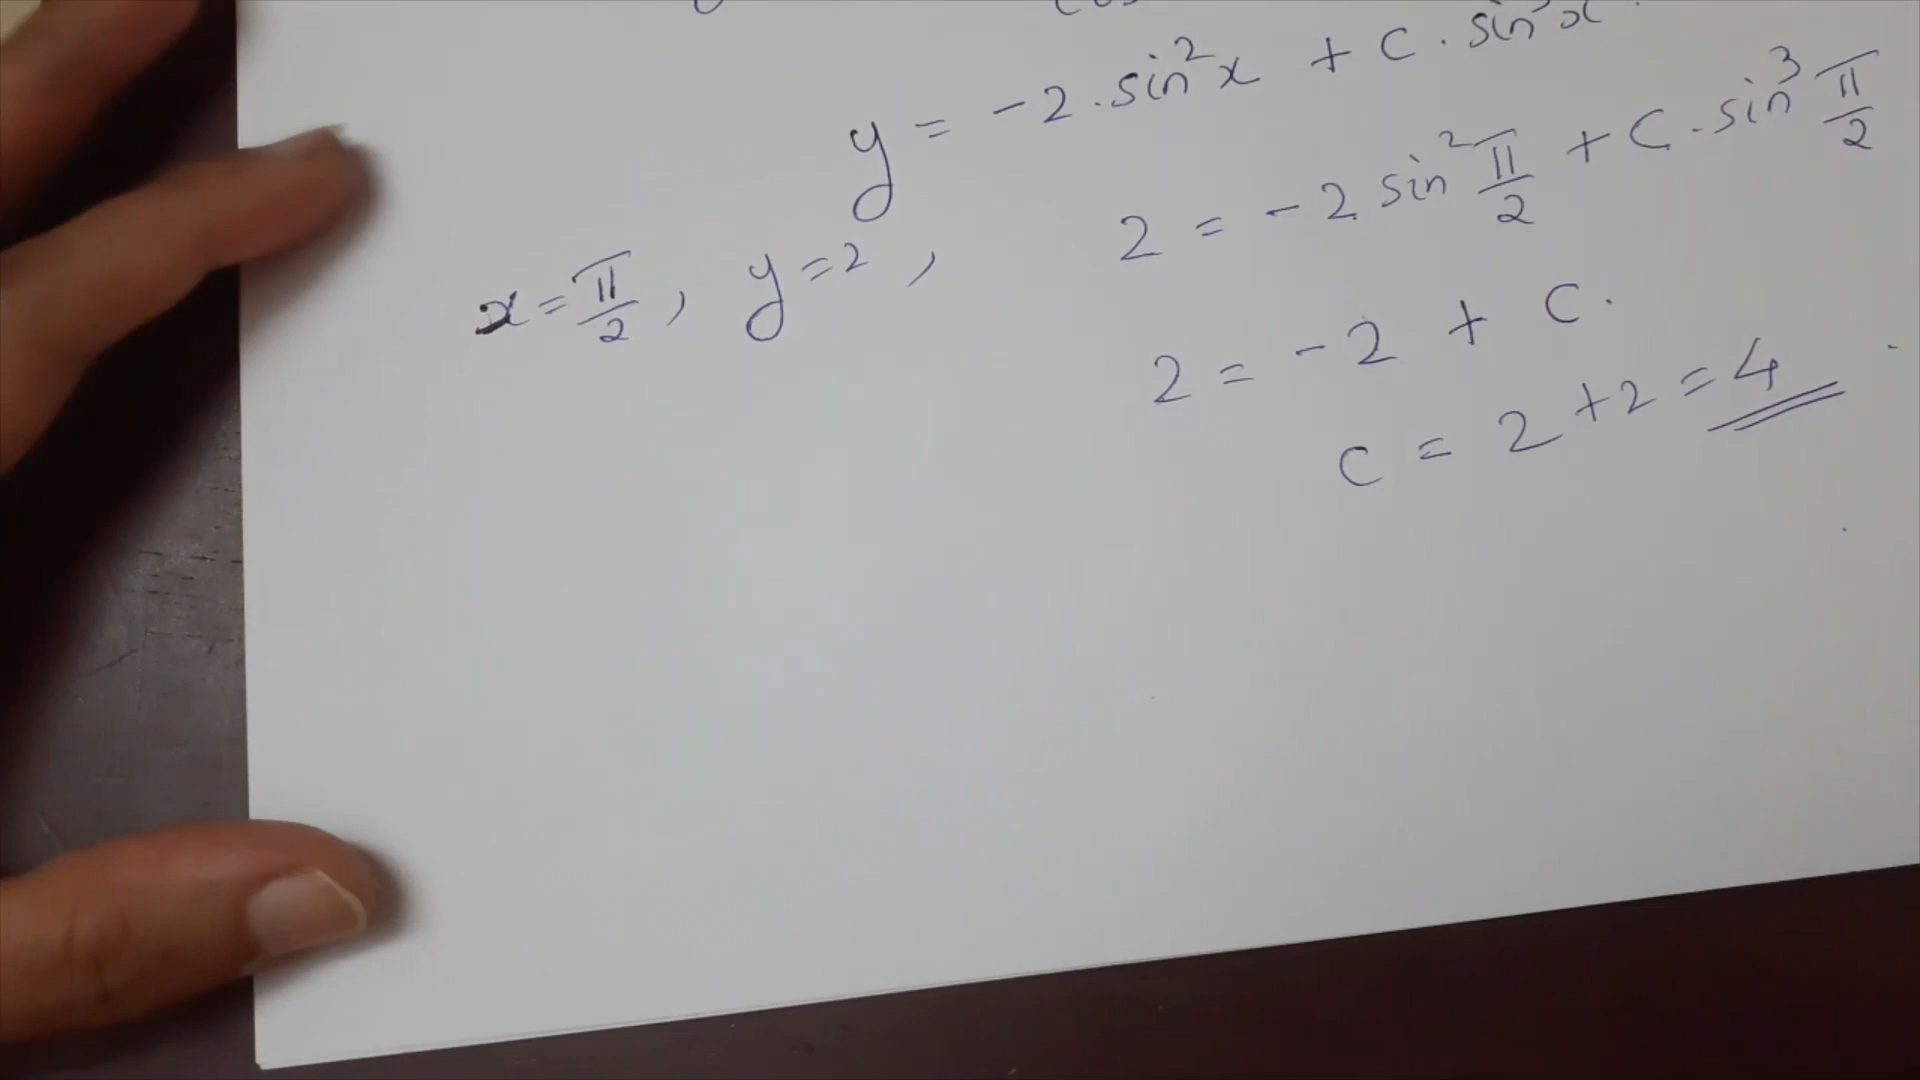 y = -2.sin²x + C.sin³x
x = π/2, y = 2, 2 = -2 sin² π/2 + C.sin³ π/2
2 = -2 + C.
C = 2 + 2 = 4